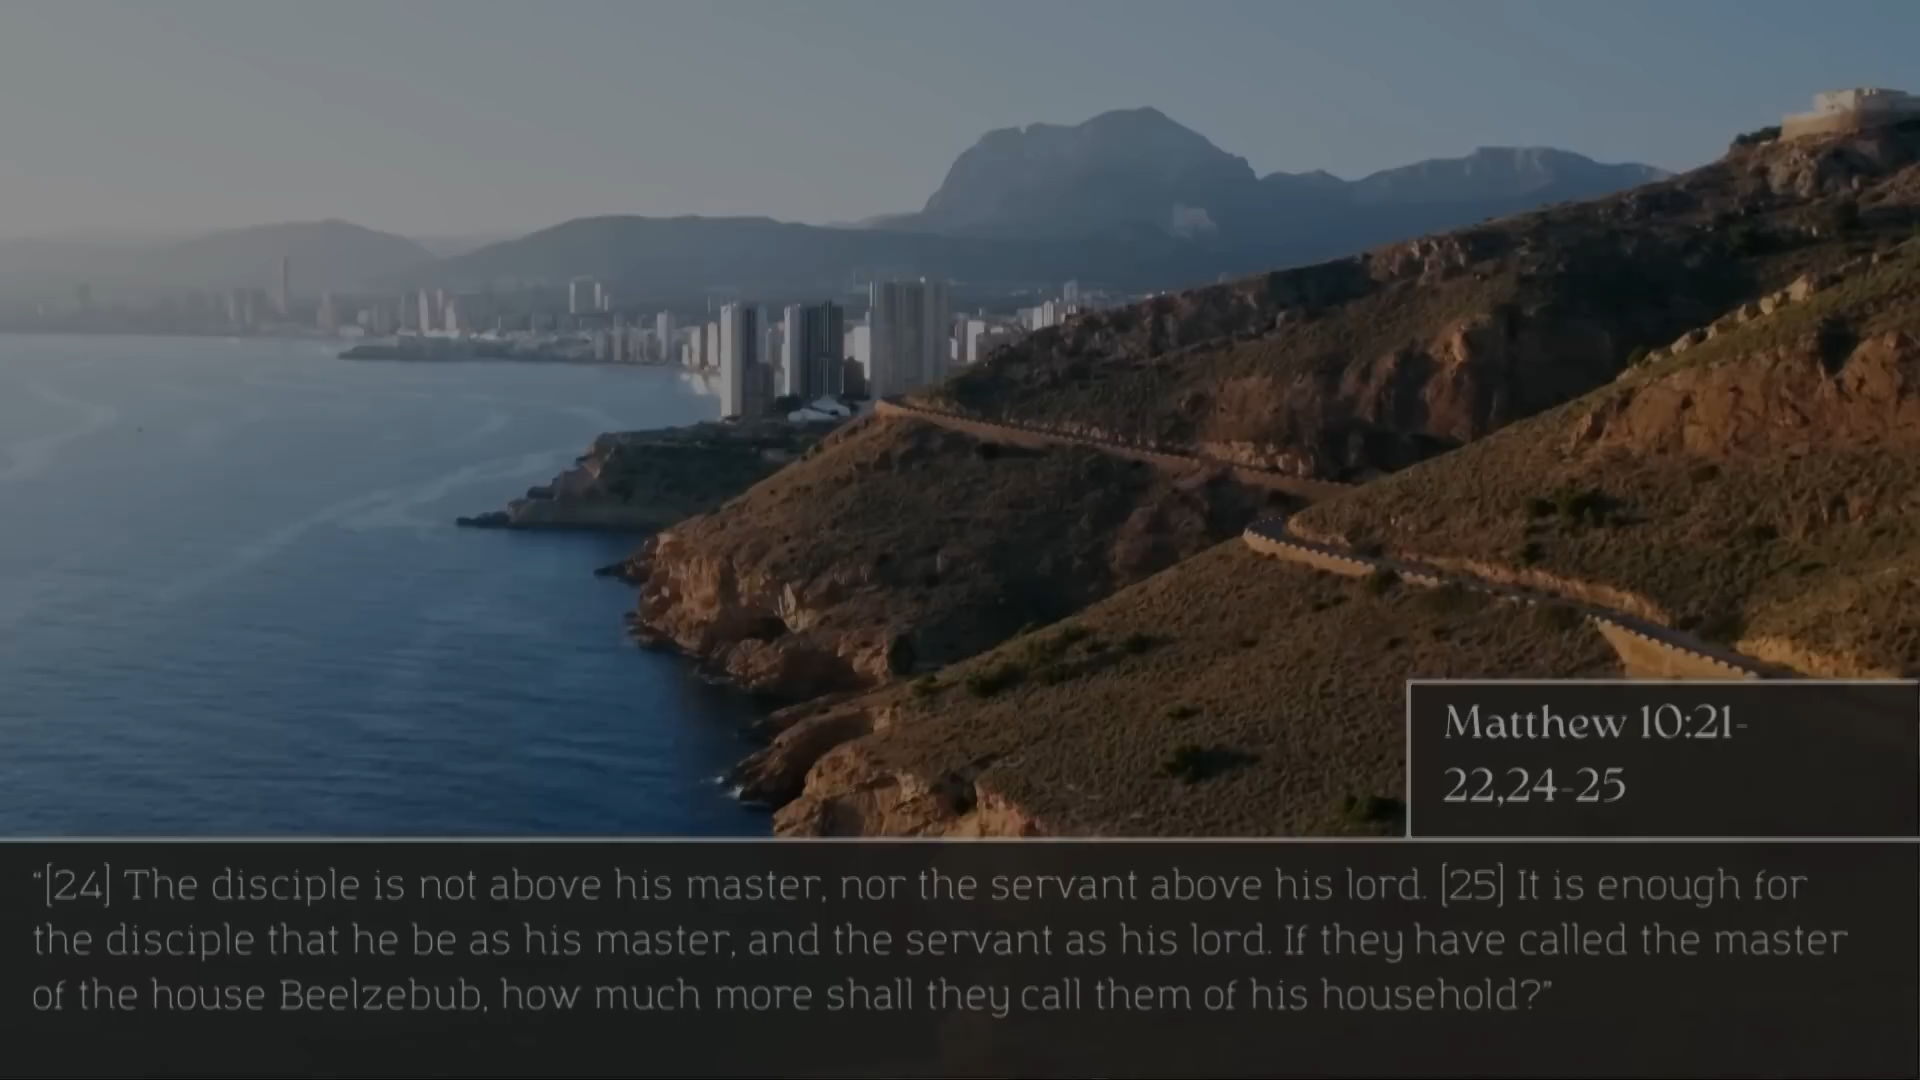 Matthew 10:21-
22,24-25
“[24] The disciple is not above his master, nor the servant above his lord. [25] It is enough for
the disciple that he be as his master, and the servant as his lord. If they have called the master
of the house Beelzebub, how much more shall they call them of his household?”